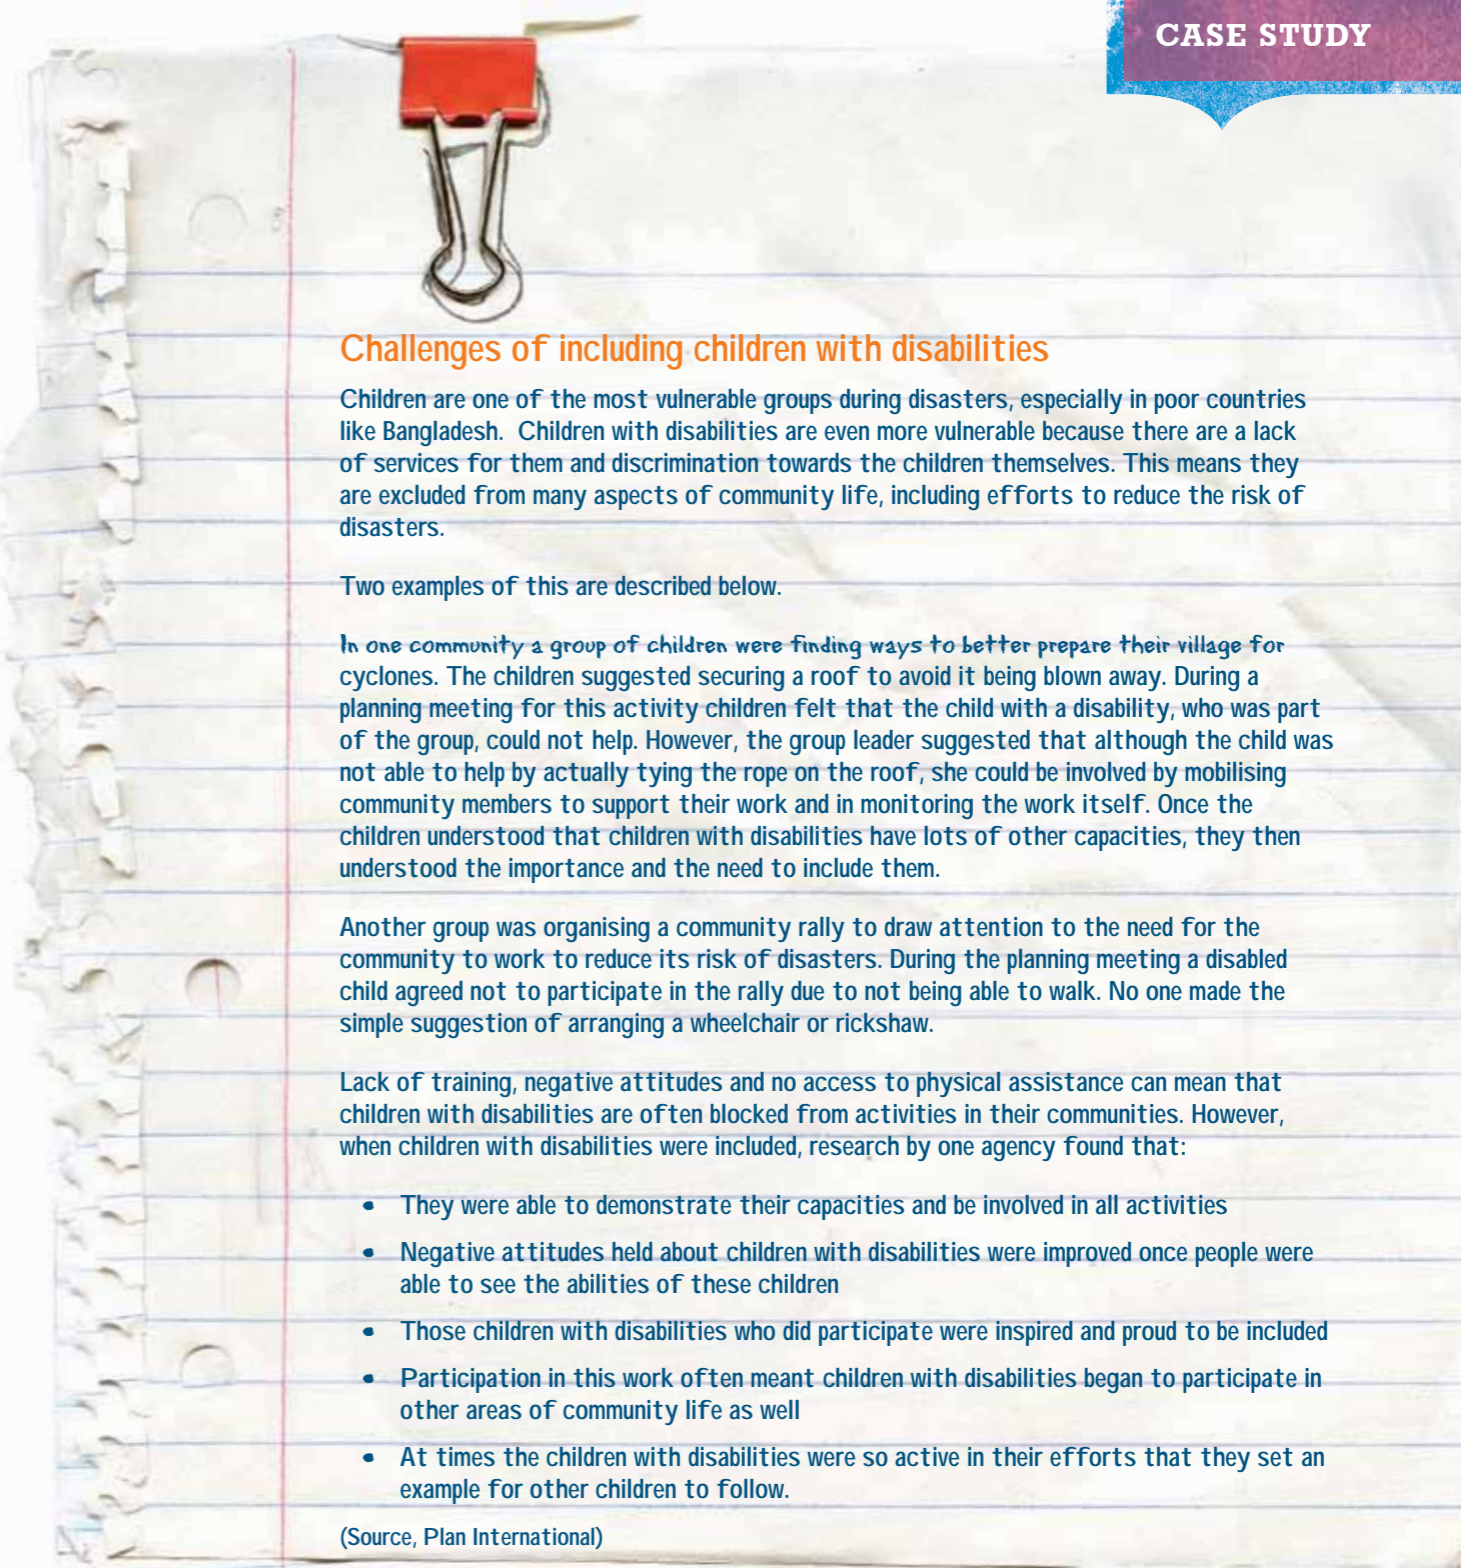 CASE STUDY
Challenges of including children with disabilities
Children are one of the most vulnerable groups during disasters, especially in poor countries
like Bangladesh.  Children with disabilities are even more vulnerable because there are a lack
of services for them and discrimination towards the children themselves. This means they
are excluded from many aspects of community life, including efforts to reduce the risk of
disasters.
Two examples of this are described below.
In one community a group of children were finding ways to better prepare their village for
cyclones. The children suggested securing a roof to avoid it being blown away. During a
planning meeting for this activity children felt that the child with a disability, who was part
of the group, could not help. However, the group leader suggested that although the child was
not able to help by actually tying the rope on the roof, she could be involved by mobilising
community members to support their work and in monitoring the work itself. Once the
children understood that children with disabilities have lots of other capacities, they then
understood the importance and the need to include them.
Another group was organising a community rally to draw attention to the need for the
community to work to reduce its risk of disasters. During the planning meeting a disabled
child agreed not to participate in the rally due to not being able to walk. No one made the
simple suggestion of arranging a wheelchair or rickshaw.
Lack of training, negative attitudes and no access to physical assistance can mean that
children with disabilities are often blocked from activities in their communities. However,
when children with disabilities were included, research by one agency found that:
• They were able to demonstrate their capacities and be involved in all activities
• Negative attitudes held about children with disabilities were improved once people were
able to see the abilities of these children
• Those children with disabilities who did participate were inspired and proud to be included
• Participation in this work often meant children with disabilities began to participate in
other areas of community life as well
• At times the children with disabilities were so active in their efforts that they set an
example for other children to follow.
(Source, Plan International)